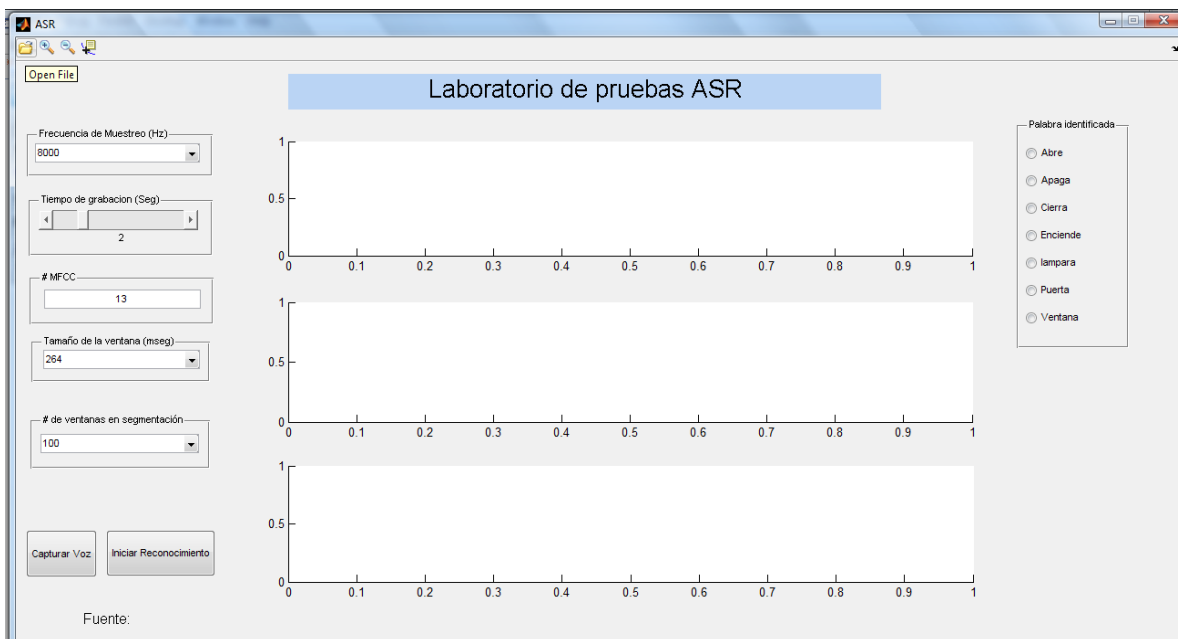 ASR
Open File
Laboratorio de pruebas ASR
Frecuencia de Muestreo (Hz)
8000
Tiempo de grabacion (Seg)
2
# MFCC
13
Tamaño de la ventana (mseg)
264
# de ventanas en segmentación
100
Capturar Voz
Iniciar Reconocimiento
Fuente:
1
0.5
0
0 0.1 0.2 0.3 0.4 0.5 0.6 0.7 0.8 0.9 1
1
0.5
0
0 0.1 0.2 0.3 0.4 0.5 0.6 0.7 0.8 0.9 1
1
0.5
0
0 0.1 0.2 0.3 0.4 0.5 0.6 0.7 0.8 0.9 1
Palabra identificada
Abre
Apaga
Cierra
Enciende
lampara
Puerta
Ventana